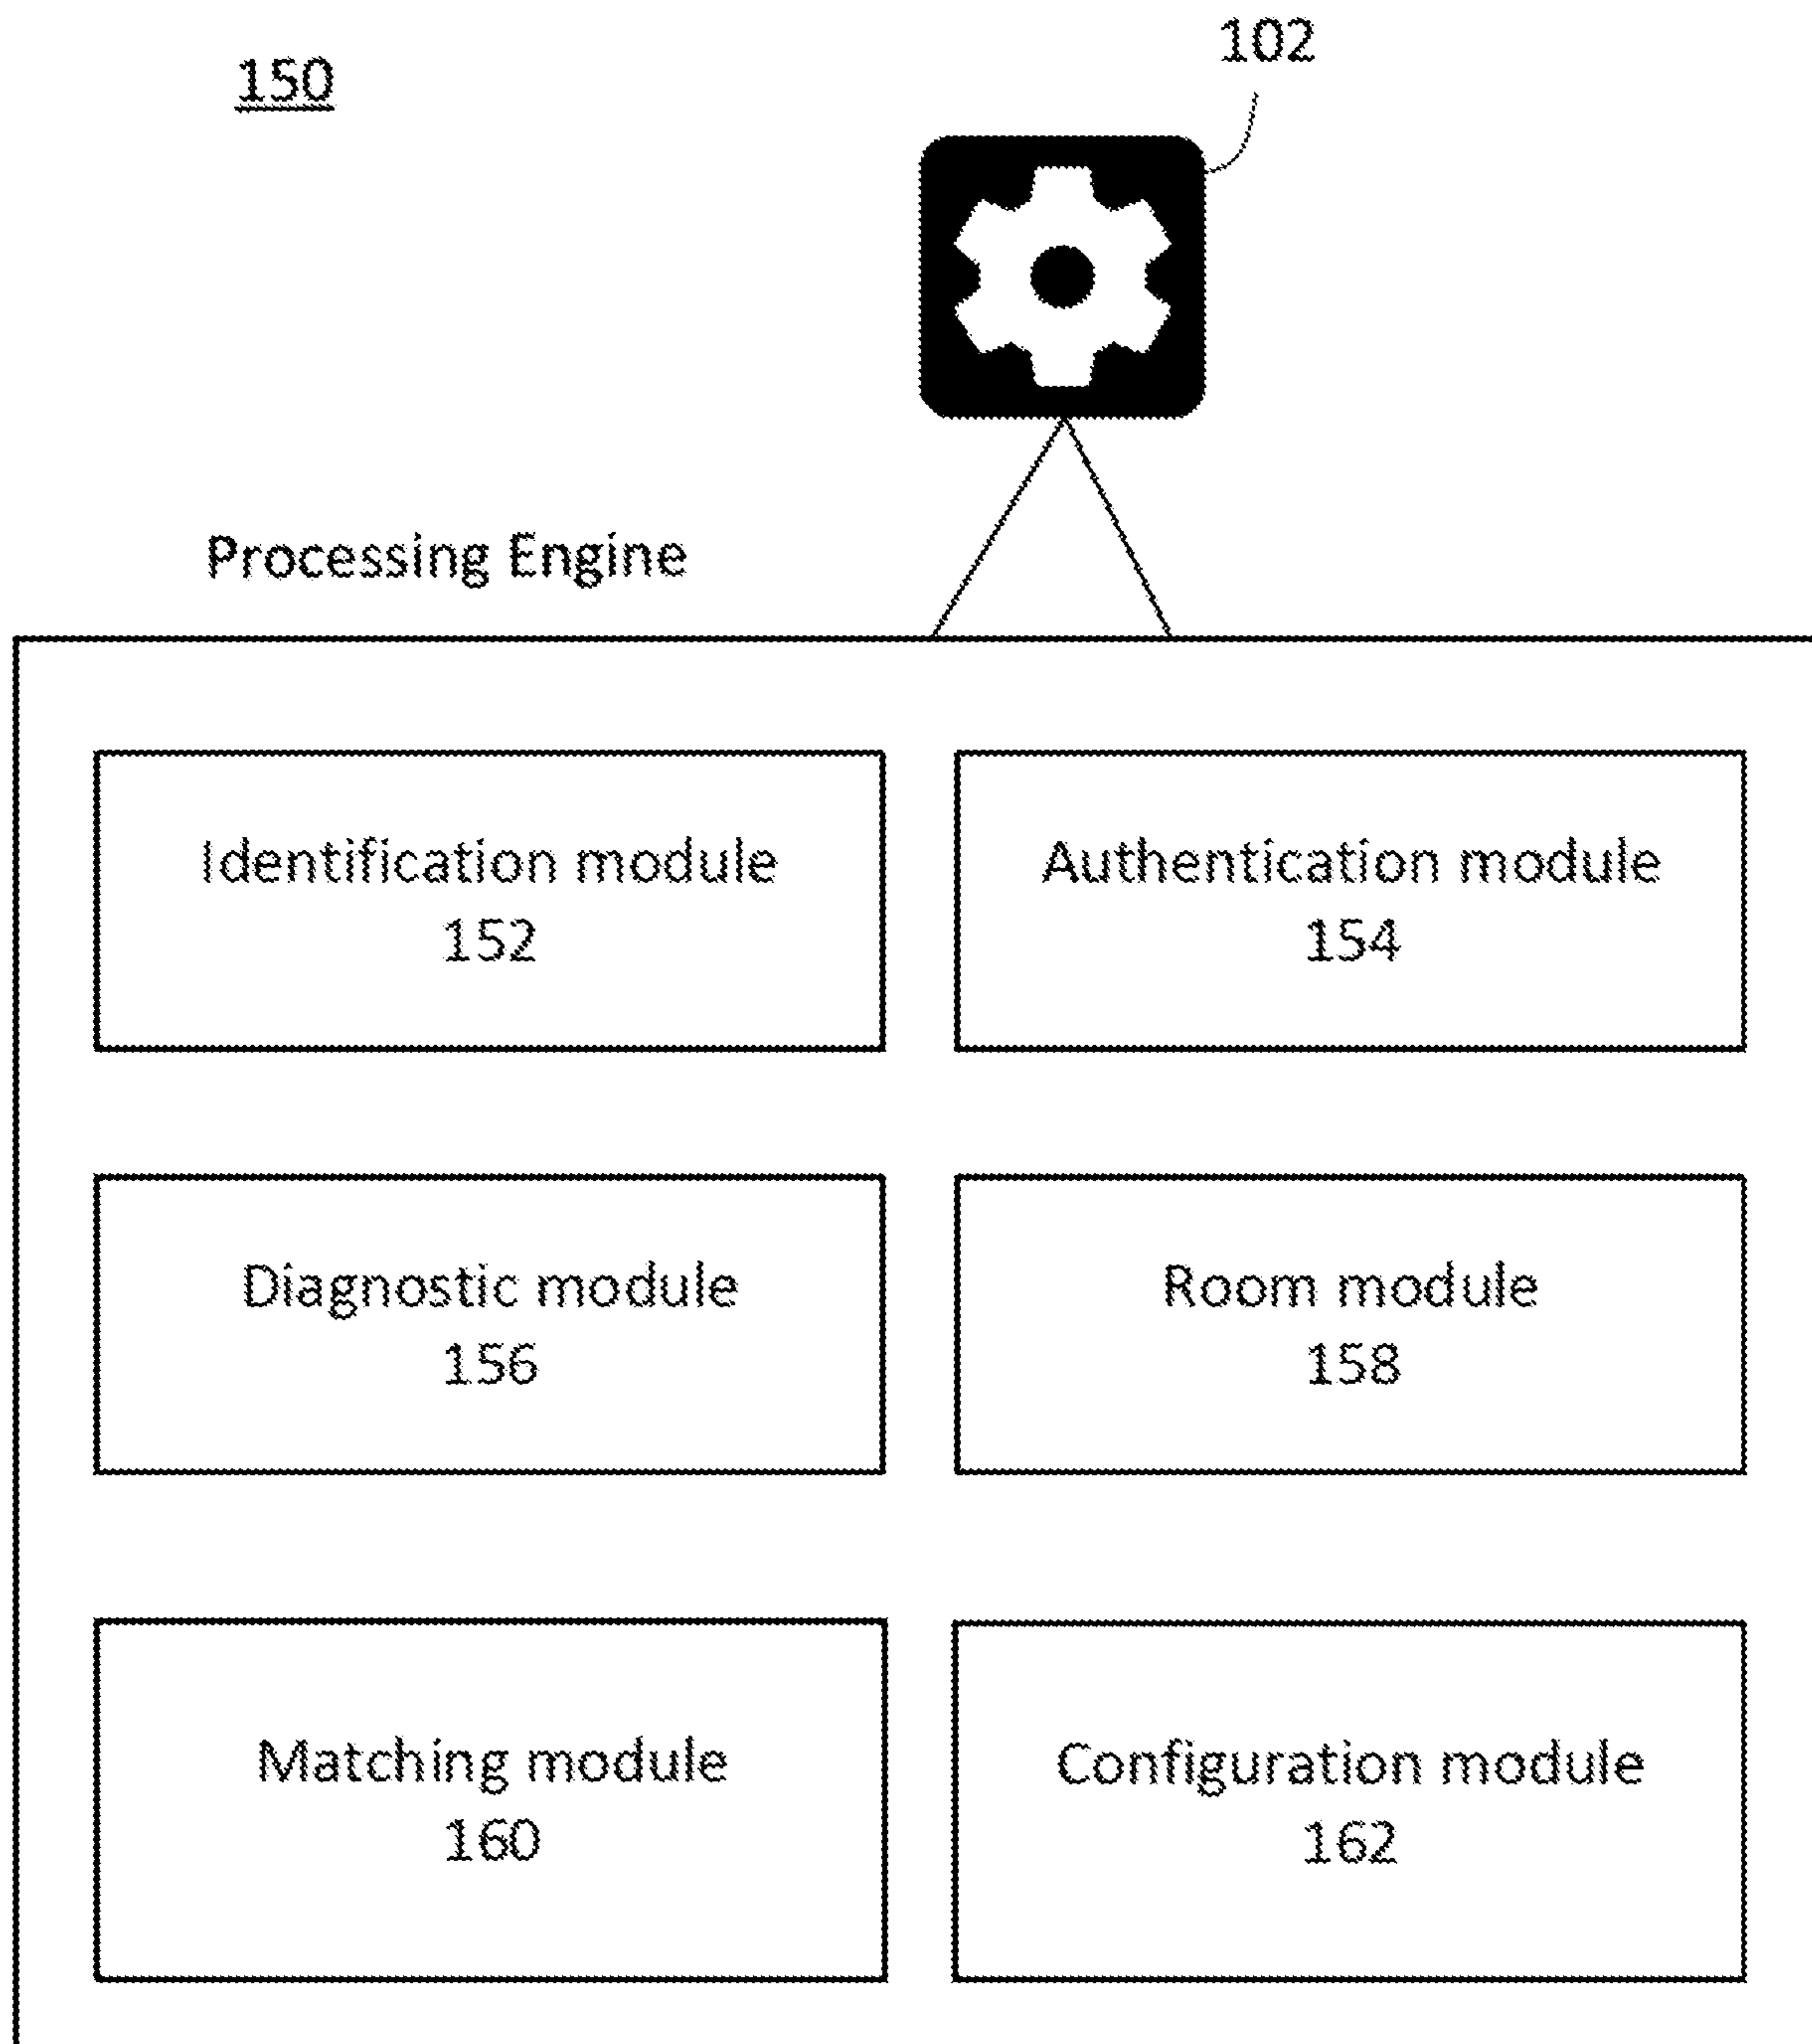 102
150
Processing Engine
Identification module
152
Authentication module
154
Diagnostic module
156
Room module
158
Matching module
160
Configuration module
162